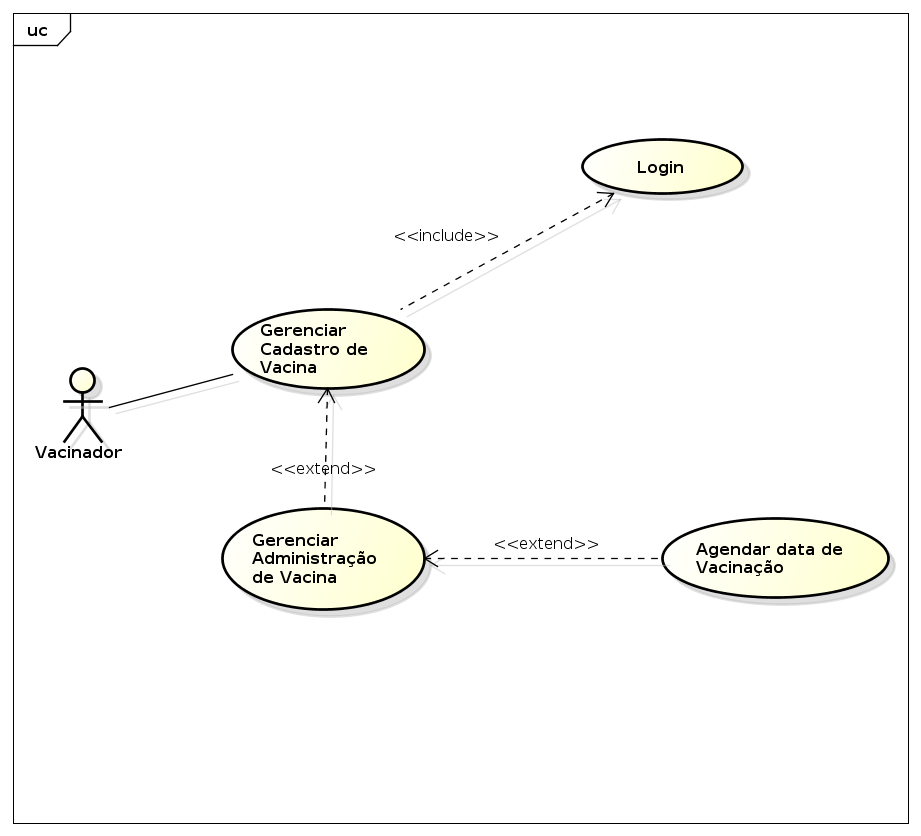 uc
Login
<<include>>
Gerenciar
Cadastro de
Vacina
Vacinador
<<extend>>
Gerenciar
Administração
de Vacina
<<extend>>
Agendar data de
Vacinação